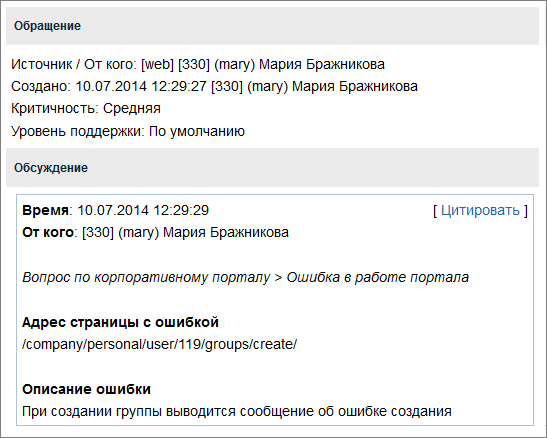 Обращение
Источник / От кого: [web] [330] (mary) Мария Бражникова
Создано: 10.07.2014 12:29:27 [330] (mary) Мария Бражникова
Критичность: Средняя
Уровень поддержки: По умолчанию
Обсуждение
Время: 10.07.2014 12:29:29 [ Цитировать ]
От кого: [330] (mary) Мария Бражникова
Вопрос по корпоративному порталу > Ошибка в работе портала
Адрес страницы с ошибкой
/company/personal/user/119/groups/create/
Описание ошибки
При создании группы выводится сообщение об ошибке создания